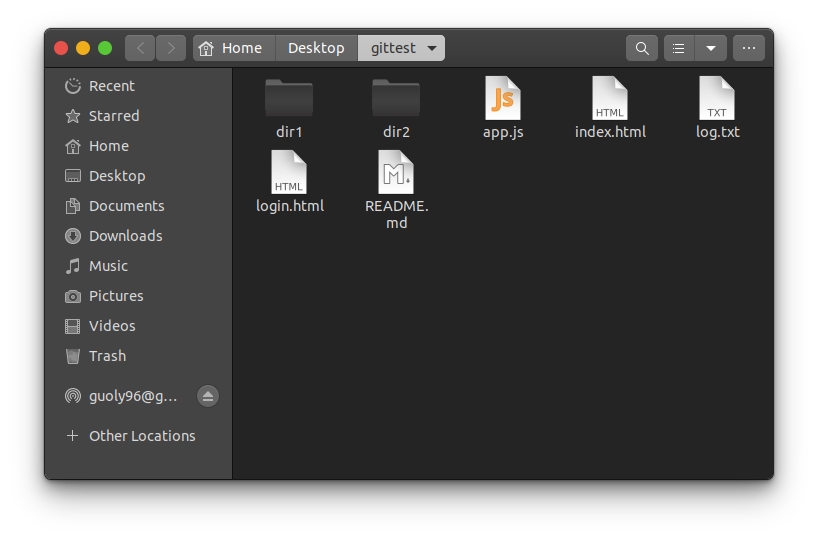 Home
Desktop
gittest
Recent
Starred
Home
Desktop
Documents
Downloads
Music
Pictures
Videos
Trash
guoly96@g...
Other Locations
dir1
dir2
Js
app.js
HTML
index.html
TXT
log.txt
HTML
login.html
M
README.
md